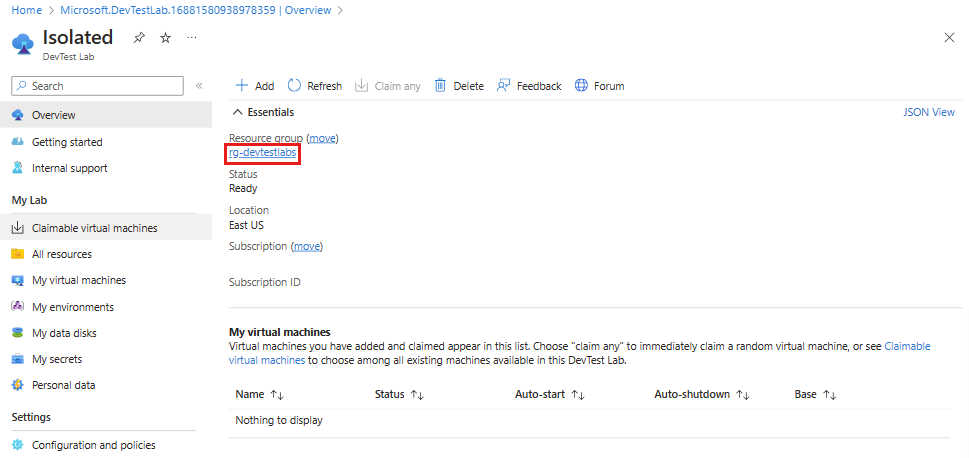 Home > Microsoft.DevTestLab.16881580938978359 | Overview >
Isolated
DevTest Lab
Search
Overview
Getting started
Internal support
My Lab
Claimable virtual machines
All resources
My virtual machines
My environments
My data disks
My secrets
Personal data
Settings
Configuration and policies
Add Refresh Claim any Delete Feedback Forum
Essentials
JSON View
Resource group (move)
rg-devtestlabs
Status
Ready
Location
East US
Subscription (move)
Subscription ID
My virtual machines
Virtual machines you have added and claimed appear in this list. Choose "claim any" to immediately claim a random virtual machine, or see Claimable
virtual machines to choose among all existing machines available in this DevTest Lab.
Name Status Auto-start Auto-shutdown Base
Nothing to display